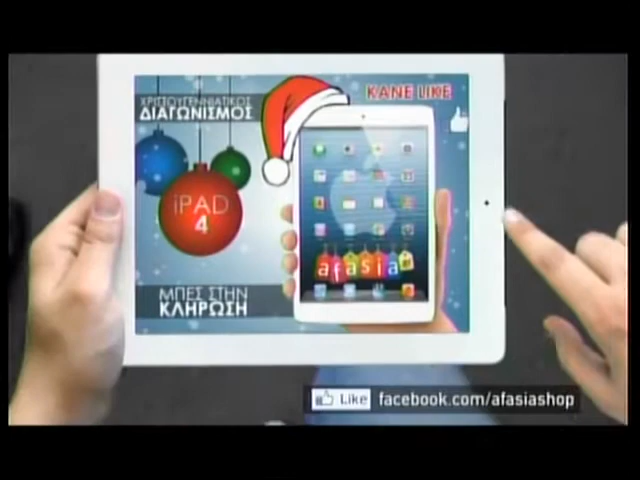 ΧΡΙΣΤΟΥΓΕΝΝΙΑΤΙΚΟΣ
ΔΙΑΓΩΝΙΣΜΟΣ
ΚΑΝΕ LIKE
iPAD
4
afasia
ΜΠΕΣ ΣΤΗΝ
ΚΛΗΡΩΣΗ
Like facebook.com/afasiashop